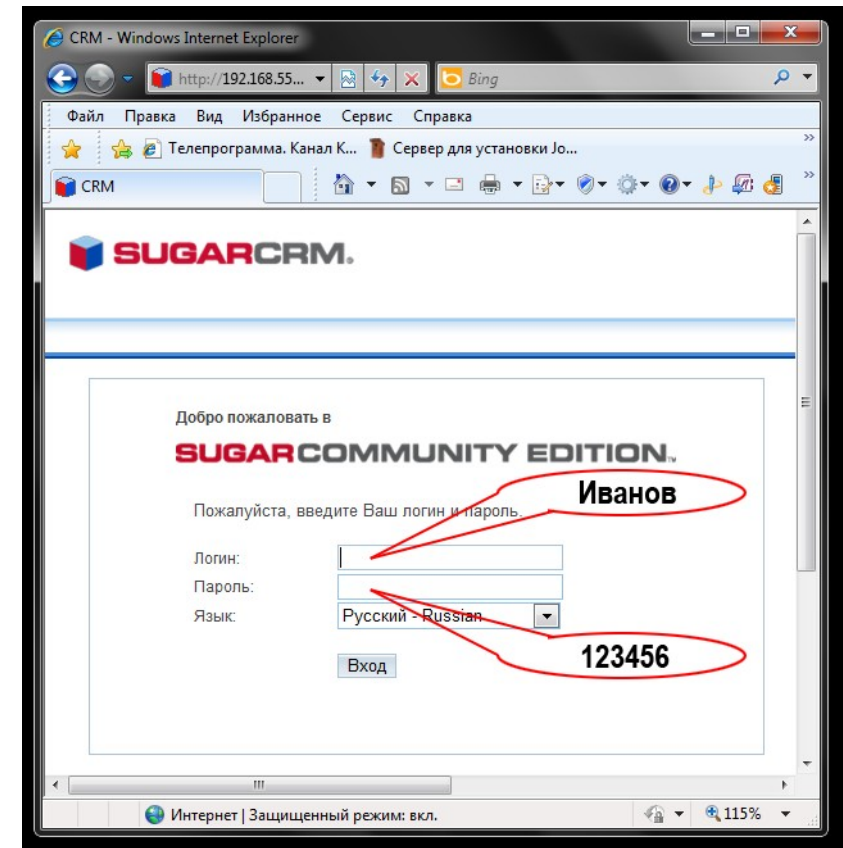 CRM - Windows Internet Explorer
http://192.168.55...
Bing
Файл Правка Вид Избранное Сервис Справка
Телепрограмма. Канал К... Сервер для установки Jo...
CRM
SUGARCRM.
Добро пожаловать в
SUGARCOMMUNITY EDITION™
Иванов
Пожалуйста, введите Ваш логин и пароль.
Логин:
Пароль:
Язык: Русский - Russian
123456
Вход
Интернет | Защищенный режим: вкл. 115%